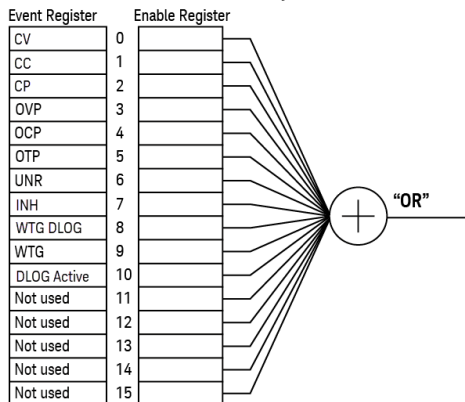 Event Register Enable Register
CV 0
CC 1
CP 2
OVP 3
OCP 4
OTP 5
UNR 6
INH 7
WTG DLOG 8
WTG 9
DLOG Active 10
Not used 11
Not used 12
Not used 13
Not used 14
Not used 15
+ “OR”